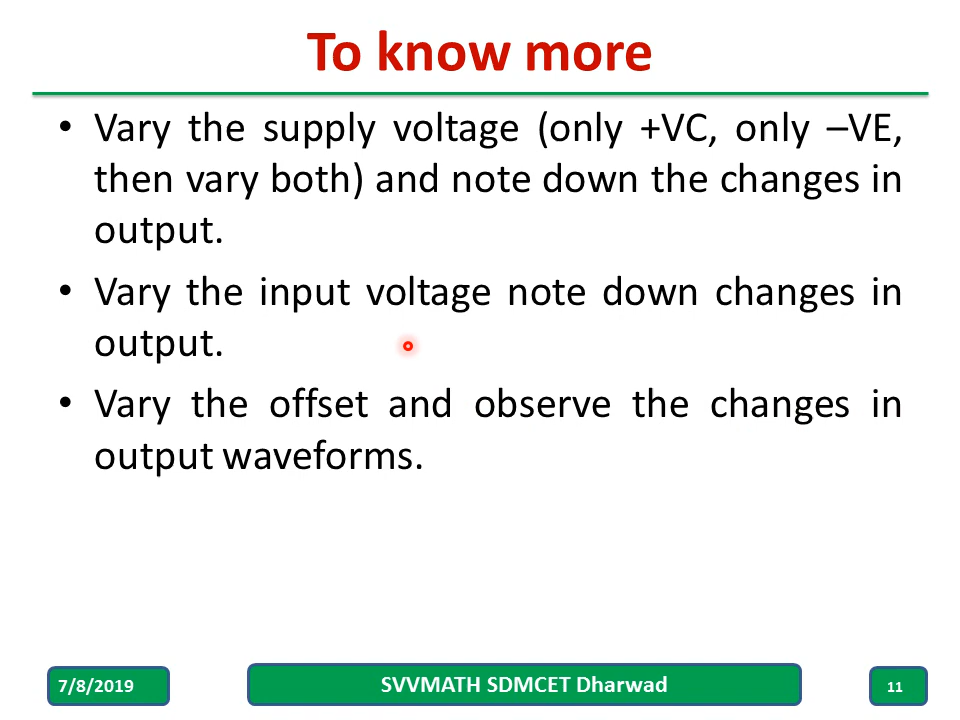 To know more
• Vary the supply voltage (only +VC, only –VE,
then vary both) and note down the changes in
output.
• Vary the input voltage note down changes in
output.
• Vary the offset and observe the changes in
output waveforms.
7/8/2019
SVVMATH SDMCET Dharwad
11